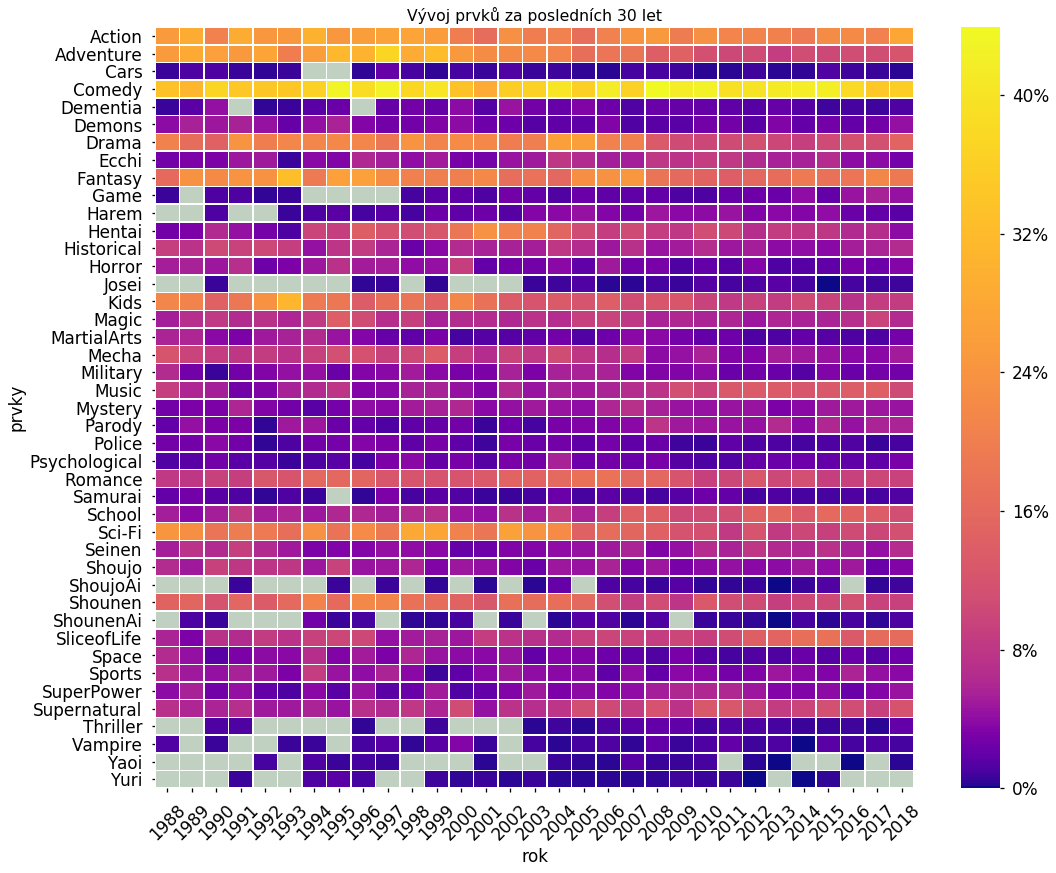 Vývoj prvků za posledních 30 let
prvky
Action
Adventure
Cars
Comedy
Dementia
Demons
Drama
Ecchi
Fantasy
Game
Harem
Hentai
Historical
Horror
Josei
Kids
Magic
MartialArts
Mecha
Military
Music
Mystery
Parody
Police
Psychological
Romance
Samurai
School
Sci-Fi
Seinen
Shoujo
ShoujoAi
Shounen
ShounenAi
SliceofLife
Space
Sports
SuperPower
Supernatural
Thriller
Vampire
Yaoi
Yuri
1988 1989 1990 1991 1992 1993 1994 1995 1996 1997 1998 1999 2000 2001 2002 2003 2004 2005 2006 2007 2008 2009 2010 2011 2012 2013 2014 2015 2016 2017 2018
rok
40%
32%
24%
16%
8%
0%